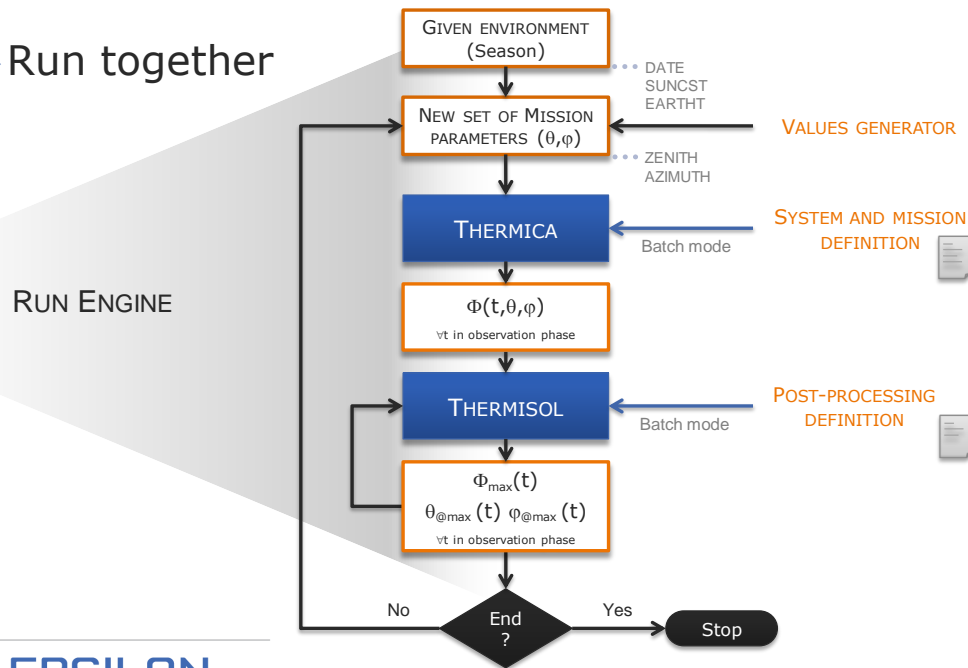 Run together
GIVEN ENVIRONMENT
(Season)
DATE
SUNCST
EARTHT
NEW SET OF MISSION
PARAMETERS (θ,φ)
VALUES GENERATOR
ZENITH
AZIMUTH
THERMICA
SYSTEM AND MISSION
DEFINITION
Batch mode
RUN ENGINE
Φ(t,θ,φ)
∀t in observation phase
THERMISOL
POST-PROCESSING
DEFINITION
Batch mode
Φmax(t)
θ@max (t) φ@max (t)
∀t in observation phase
No
End
?
Yes
Stop
EPSILON